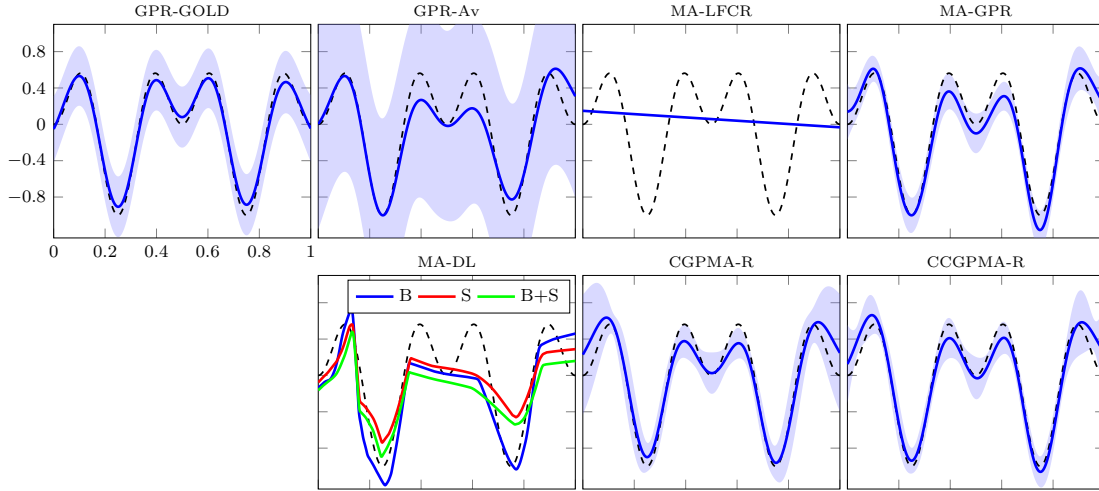 GPR-GOLD GPR-Av MA-LFCR MA-GPR
0.8
0.4
0
−0.4
−0.8
0 0.2 0.4 0.6 0.8 1
MA-DL CGPMA-R CCGPMA-R
B S B+S